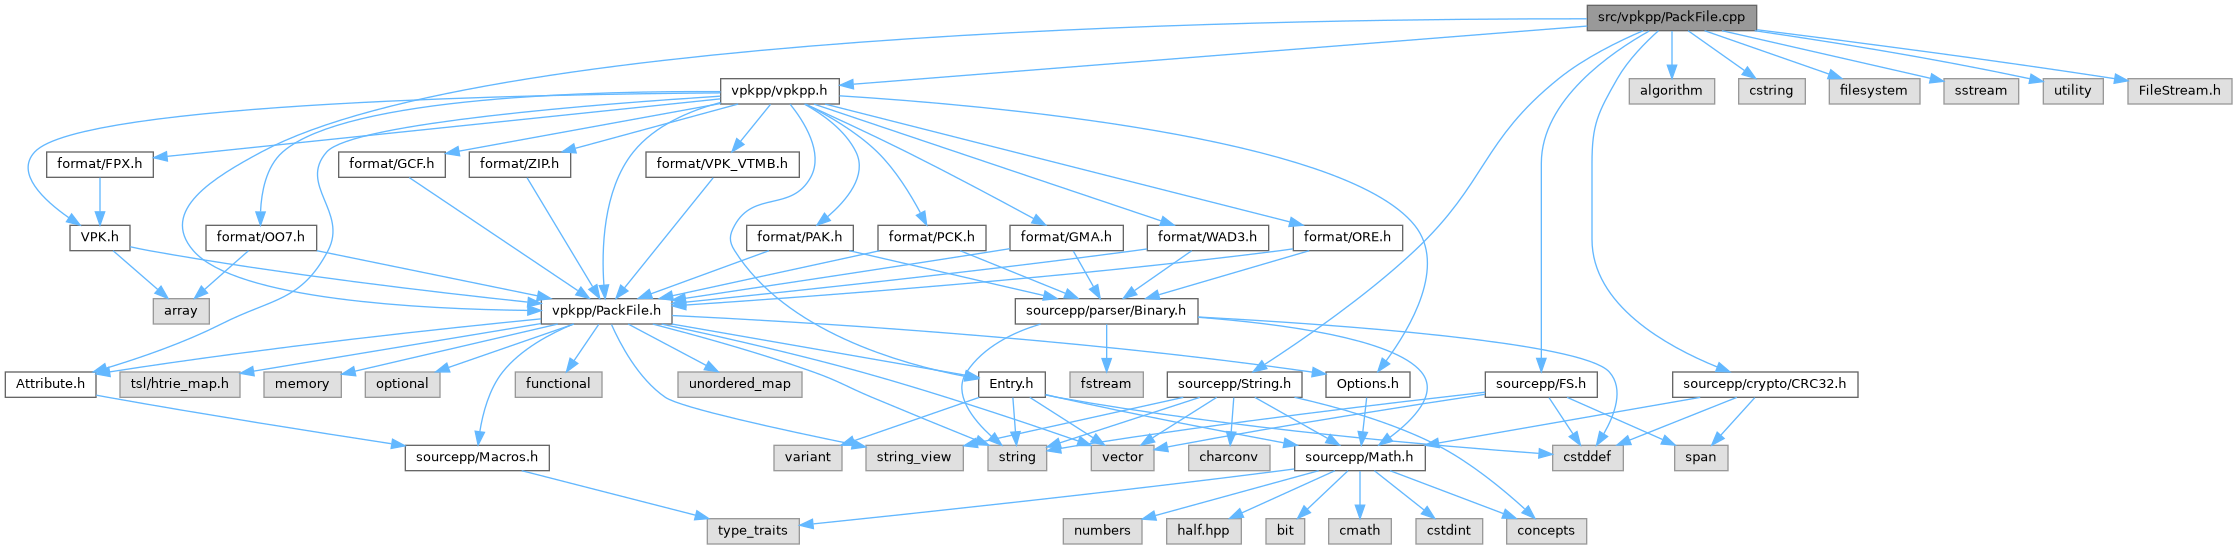 src/vpkpp/PackFile.cpp
vpkpp/vpkpp.h
algorithm
cstring
filesystem
sstream
utility
FileStream.h
format/FPX.h
format/GCF.h
format/ZIP.h
format/VPK_VTMB.h
VPK.h
format/OO7.h
format/PAK.h
format/PCK.h
format/GMA.h
format/WAD3.h
format/ORE.h
array
vpkpp/PackFile.h
sourcepp/parser/Binary.h
Attribute.h
tsl/htrie_map.h
memory
optional
functional
unordered_map
Entry.h
fstream
sourcepp/String.h
Options.h
sourcepp/FS.h
sourcepp/crypto/CRC32.h
sourcepp/Macros.h
variant
string_view
string
vector
charconv
sourcepp/Math.h
cstddef
span
type_traits
numbers
half.hpp
bit
cmath
cstdint
concepts